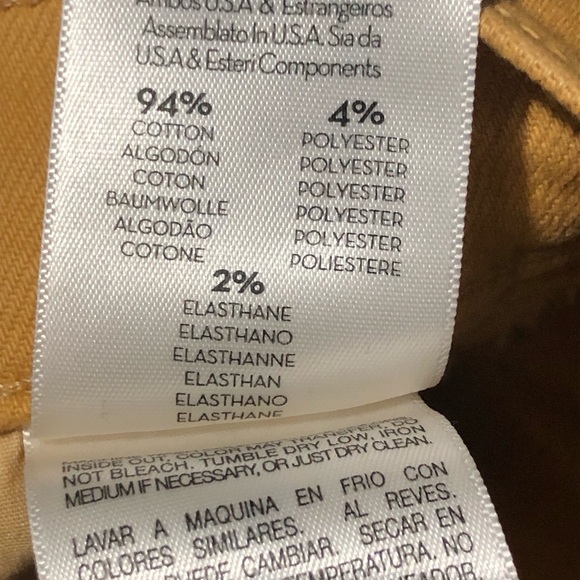 Ambos U.S.A & Estrangeiros
Assemblato In U.S.A. Sia da
U.S.A & Esteri Components
94%
COTTON
ALGODÓN
COTON
BAUMWOLLE
ALGODÃO
COTONE
4%
POLYESTER
POLYESTER
POLYESTER
POLYESTER
POLYESTER
POLIESTERE
2%
ELASTHANE
ELASTHANO
ELASTHANNE
ELASTHAN
ELASTHANO
ELASTHANE
INSIDE OUT. COLOR MAY TRANSFER. DO
NOT BLEACH. TUMBLE DRY LOW, IRON
MEDIUM IF NECESSARY, OR JUST DRY CLEAN.
LAVAR A MAQUINA EN FRIO CON
COLORES SIMILARES. AL REVES.
PUEDE CAMBIAR. SECAR EN
TEMPERATURA. NO